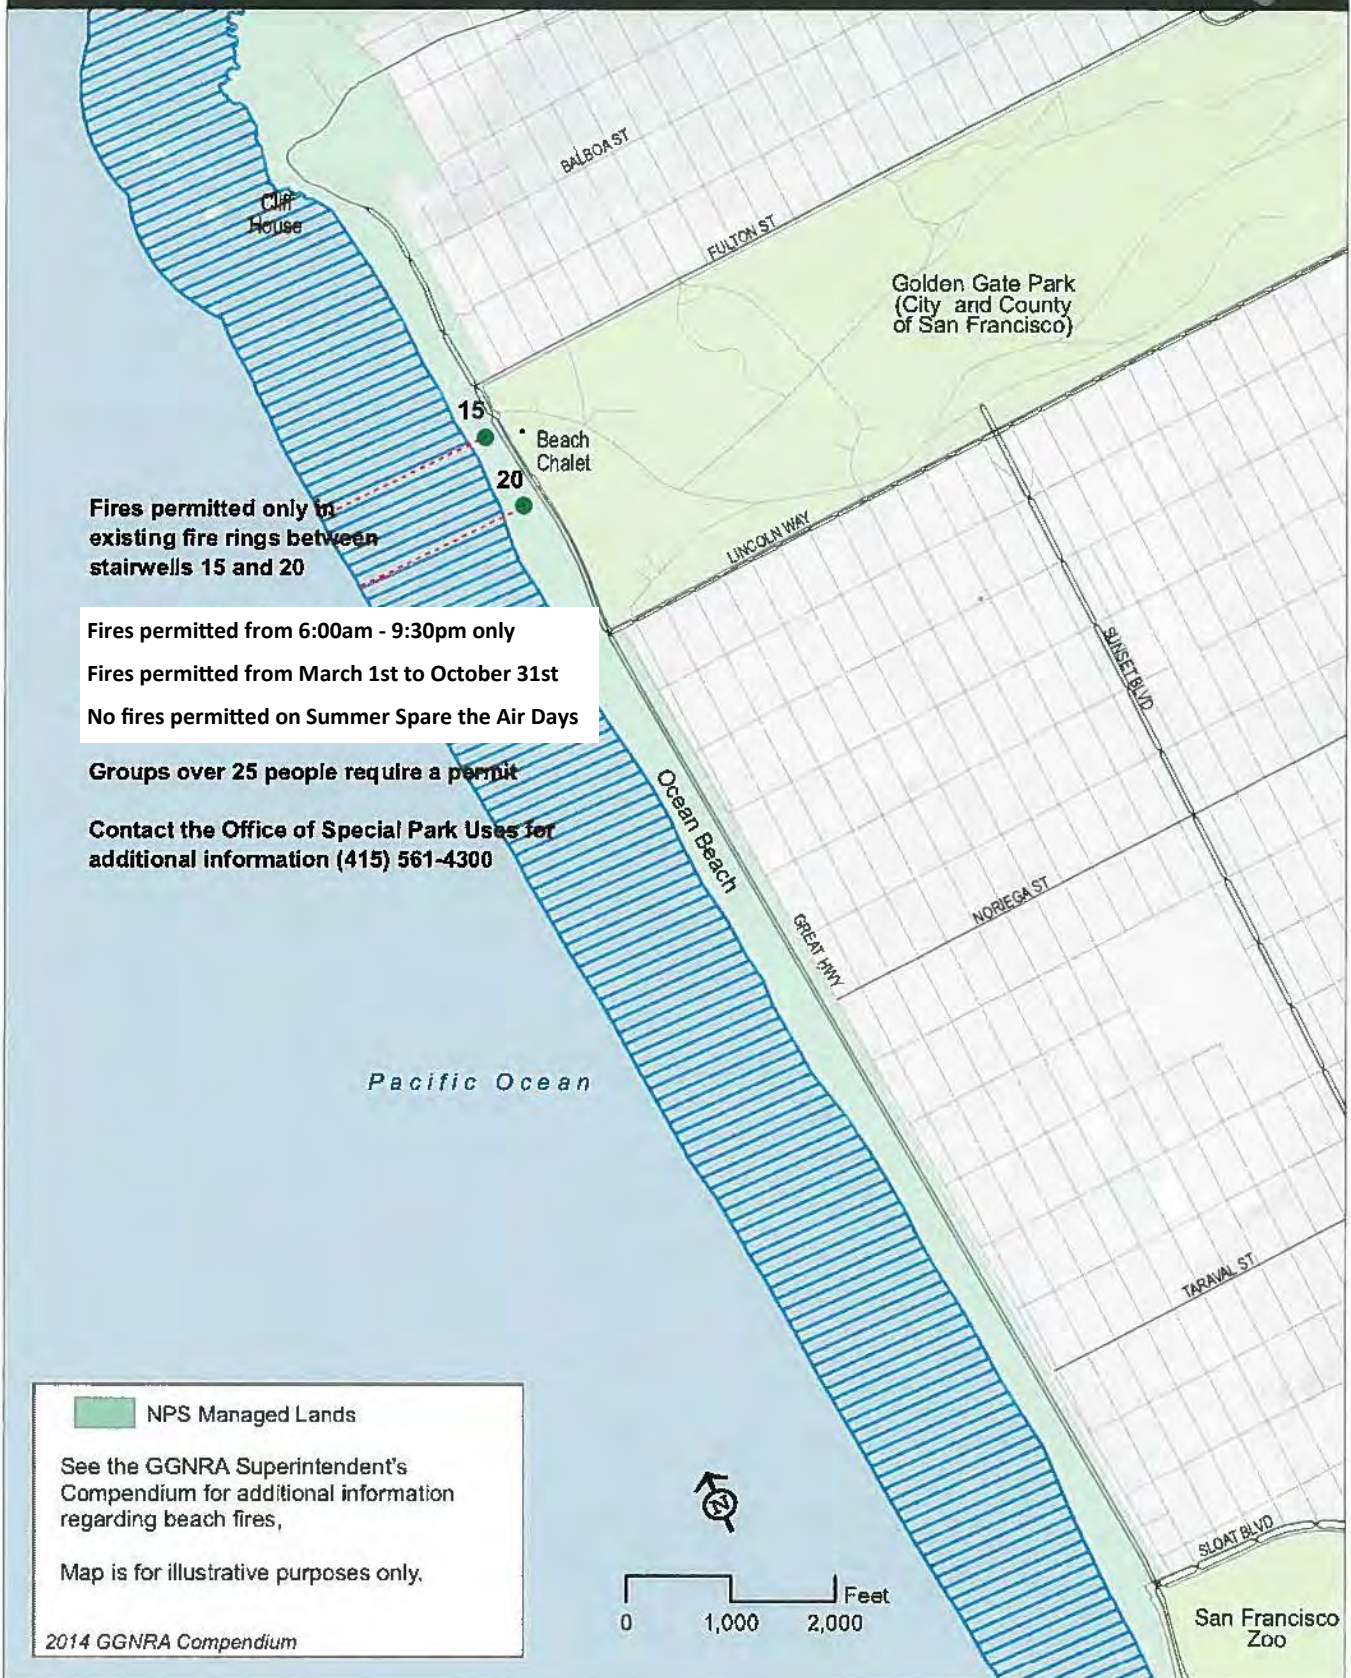 BALBOA ST
Cliff
House
FULTON ST
Golden Gate Park
(City and County
of San Francisco)
15
Beach
Chalet
20
Fires permitted only in
existing fire rings between
stairwells 15 and 20
LINCOLN WAY
Fires permitted from 6:00am - 9:30pm only
Fires permitted from March 1st to October 31st
No fires permitted on Summer Spare the Air Days
SUNSET BLVD
Groups over 25 people require a permit
Ocean Beach
Contact the Office of Special Park Uses for
additional information (415) 561-4300
NORIEGA ST
GREAT HWY
Pacific Ocean
TARAVAL ST
NPS Managed Lands
See the GGNRA Superintendent's
Compendium for additional information
regarding beach fires,
Map is for illustrative purposes only.
2014 GGNRA Compendium
N
Feet
0 1,000 2,000
SLOAT BLVD
San Francisco
Zoo